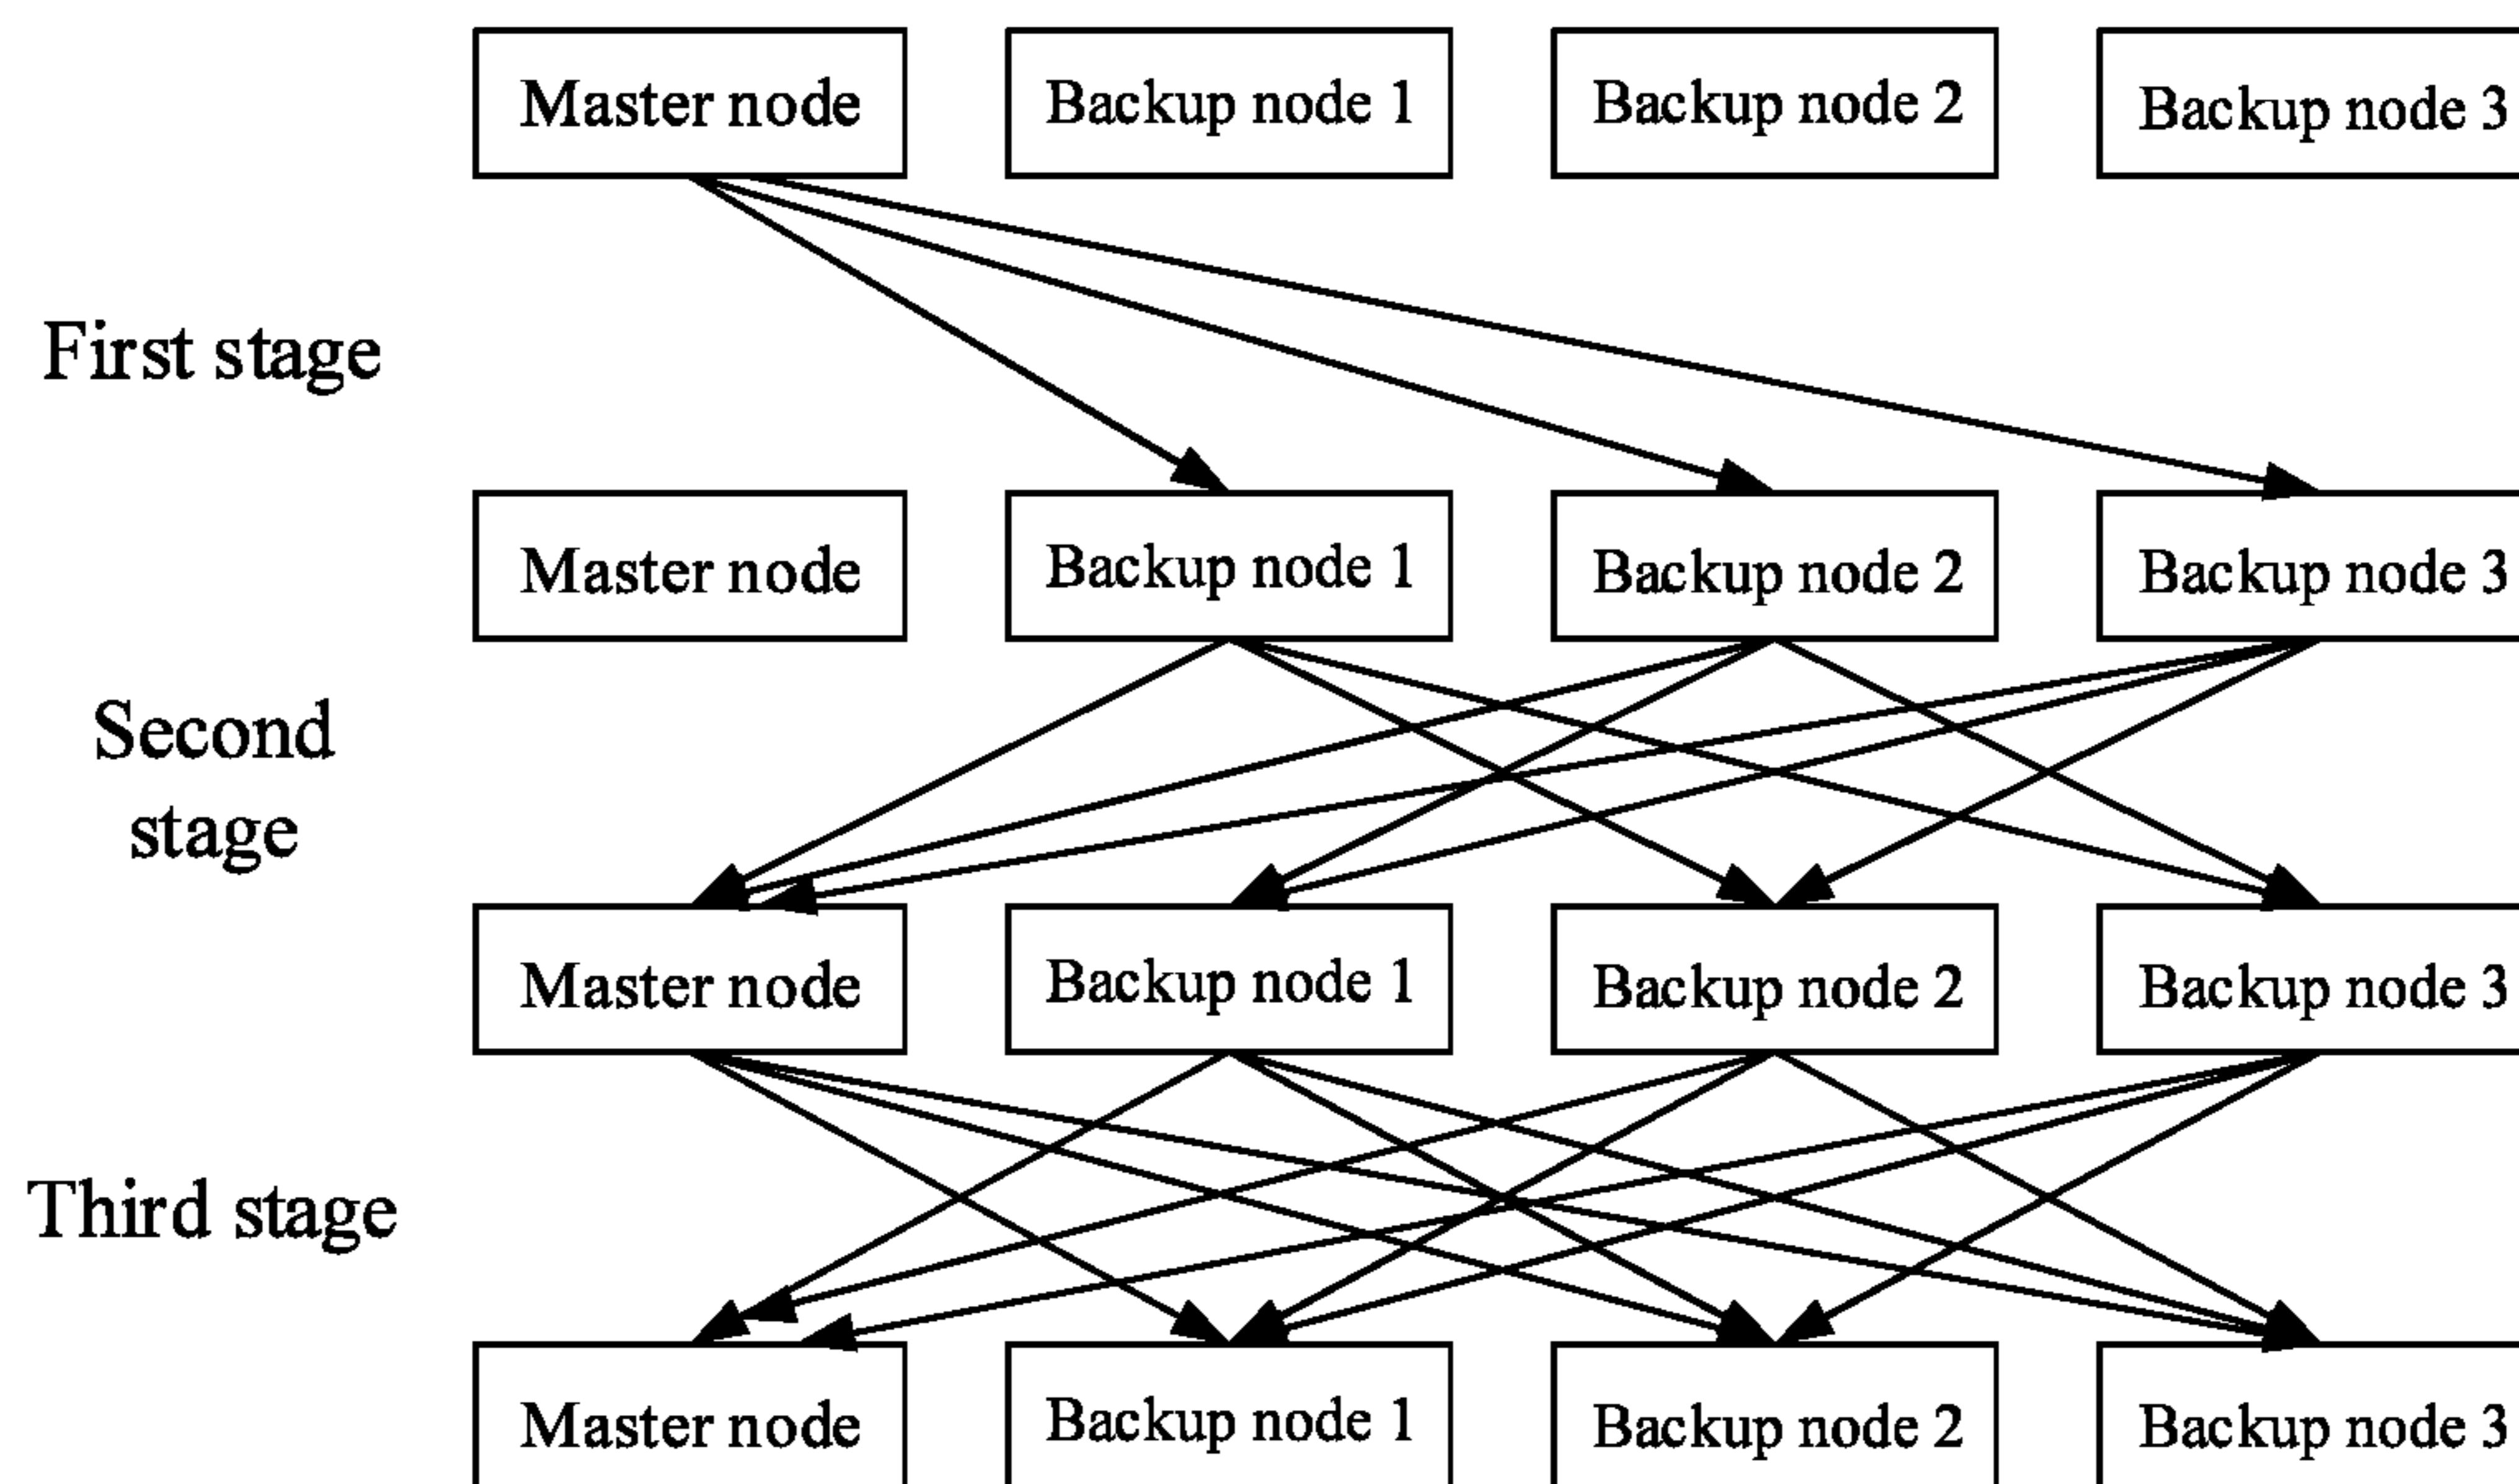 Master node Backup node 1 Backup node 2 Backup node 3
First stage
Master node Backup node 1 Backup node 2 Backup node 3
Second
stage
Master node Backup node 1 Backup node 2 Backup node 3
Third stage
Master node Backup node 1 Backup node 2 Backup node 3